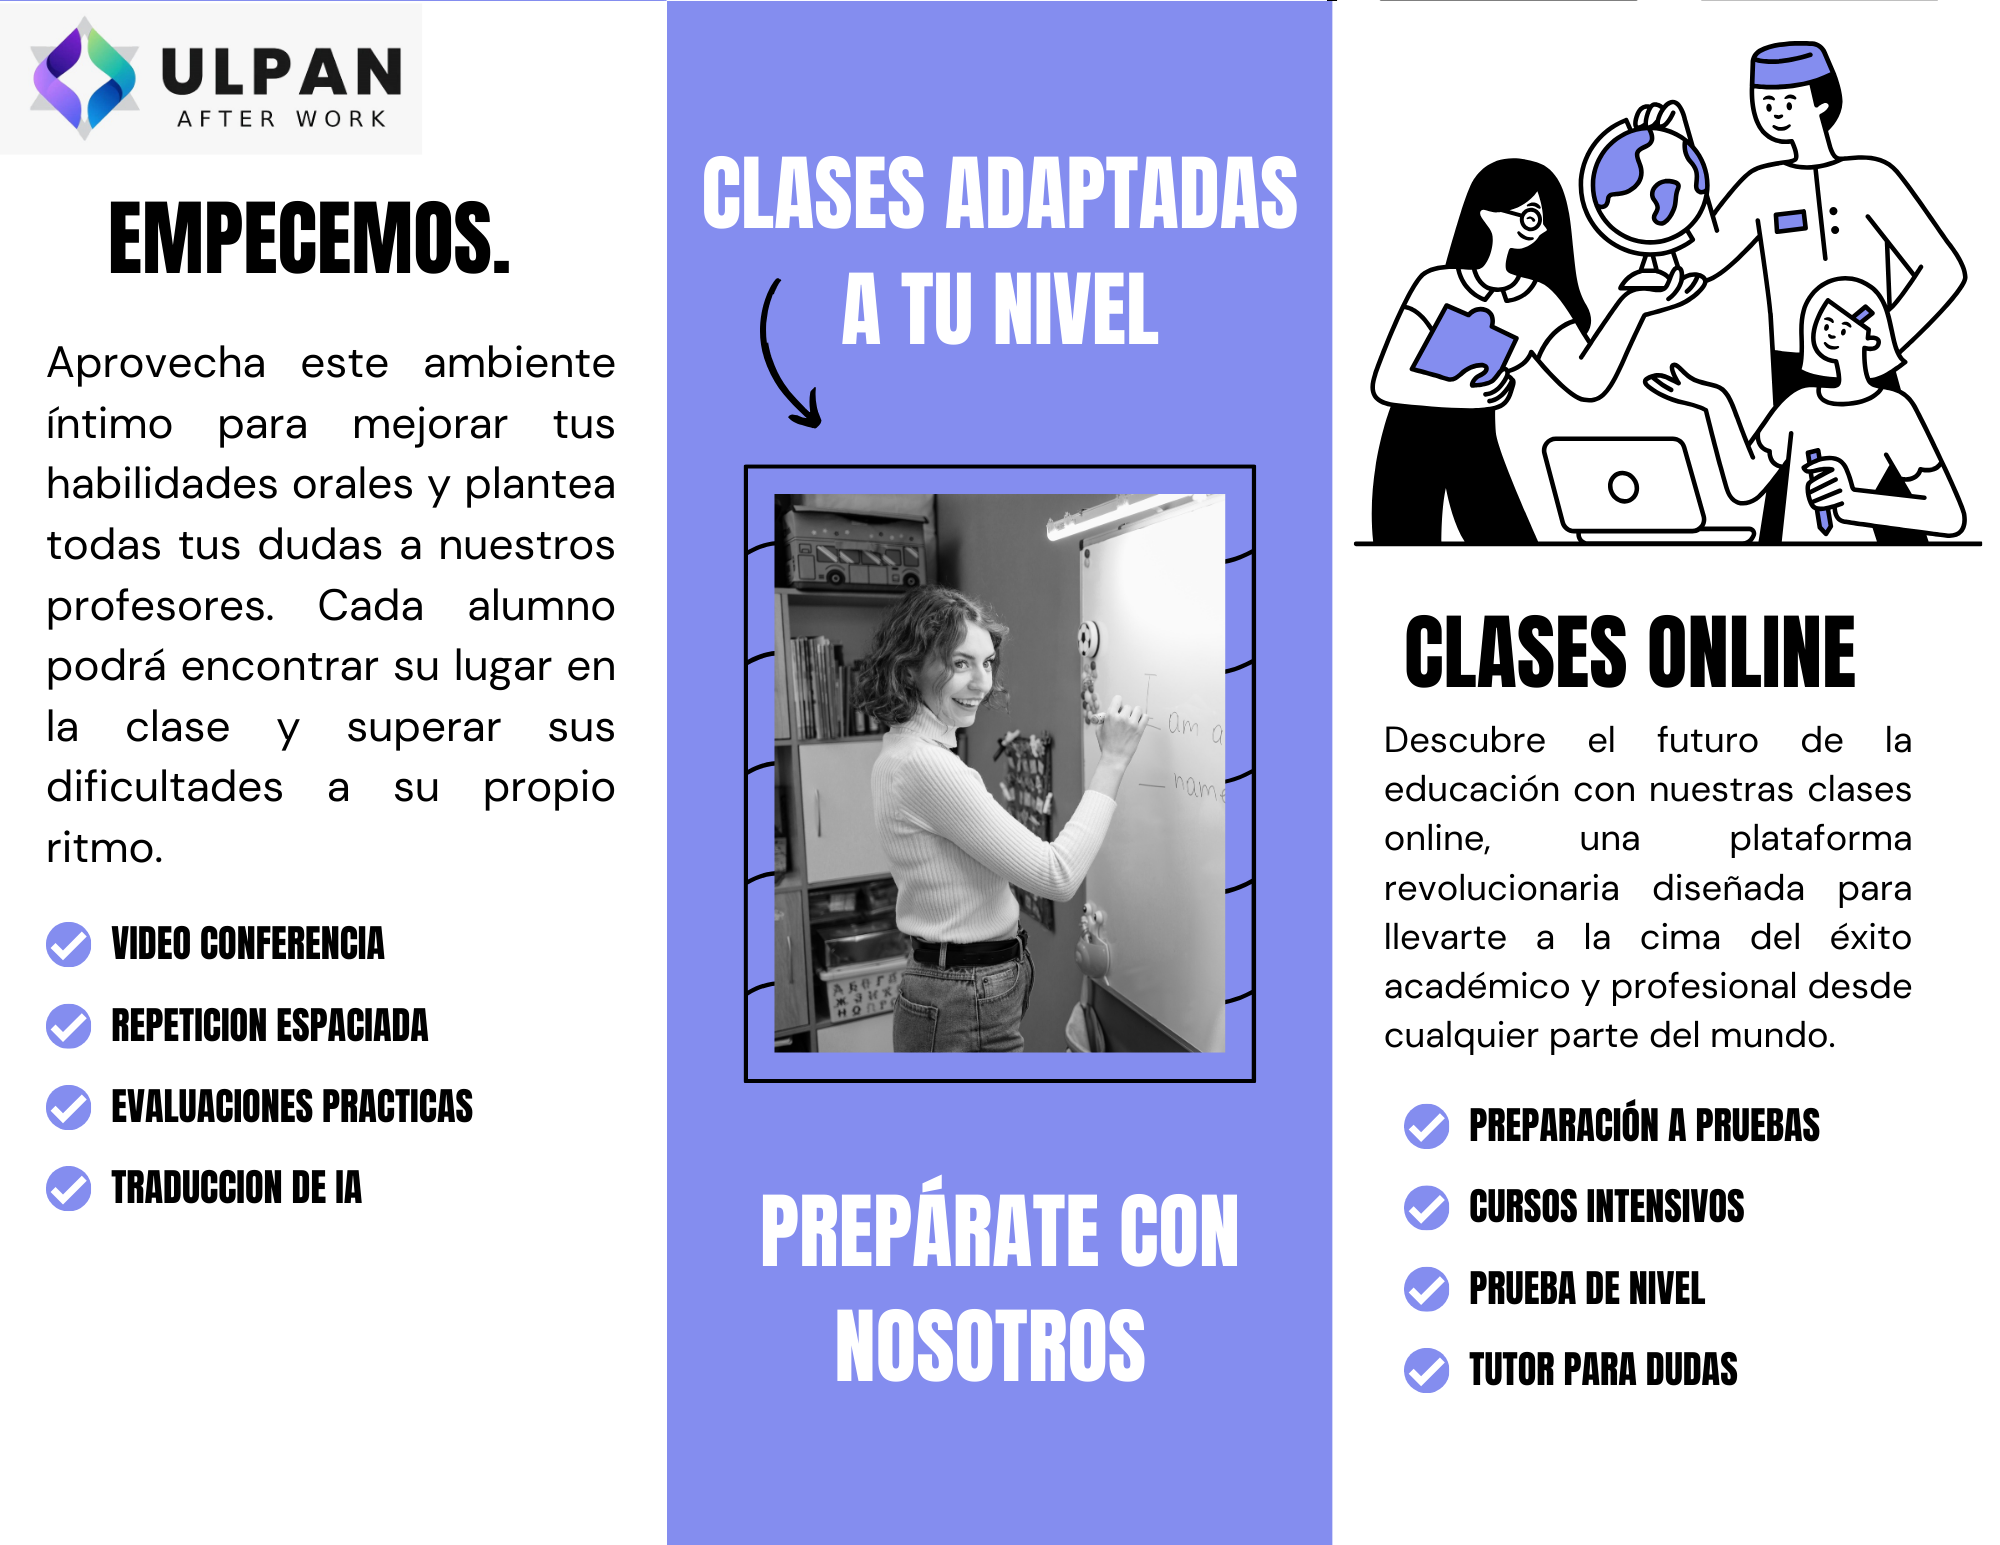 ULPAN
AFTER WORK
EMPECEMOS.
Aprovecha este ambiente
íntimo para mejorar tus
habilidades orales y plantea
todas tus dudas a nuestros
profesores. Cada alumno
podrá encontrar su lugar en
la clase y superar sus
dificultades a su propio
ritmo.
VIDEO CONFERENCIA
REPETICION ESPACIADA
EVALUACIONES PRACTICAS
TRADUCCION DE IA
CLASES ADAPTADAS
A TU NIVEL
I
am a
name
PREPÁRATE CON
NOSOTROS
CLASES ONLINE
Descubre el futuro de la
educación con nuestras clases
online, una plataforma
revolucionaria diseñada para
llevarte a la cima del éxito
académico y profesional desde
cualquier parte del mundo.
PREPARACIÓN A PRUEBAS
CURSOS INTENSIVOS
PRUEBA DE NIVEL
TUTOR PARA DUDAS